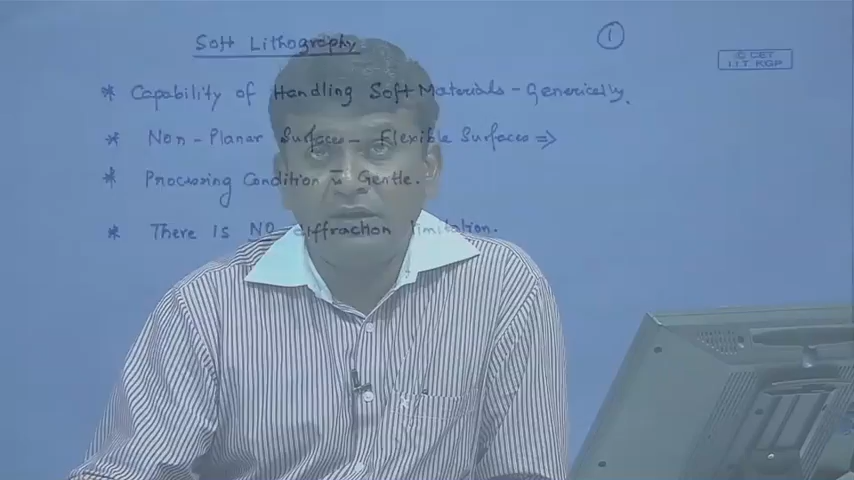 Soft Lithography
1
© CET
I.I.T. KGP
* Capability of Handling Soft Materials - Generically.
* Non-Planar Surfaces - Flexible Surfaces ⇒
* Processing Condition is Gentle.
* There is NO diffraction limitation.